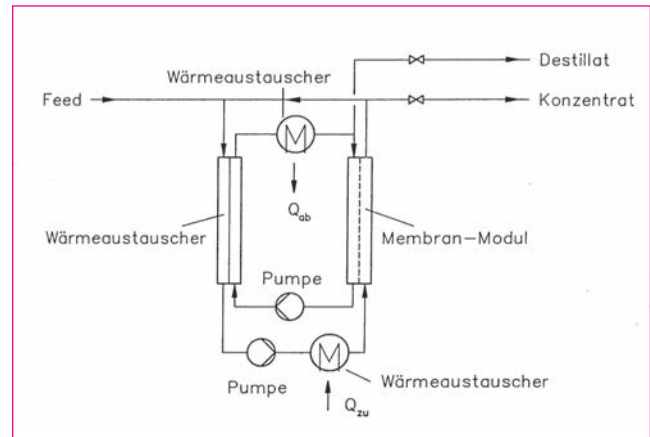 Destillat
Wärmeaustauscher
Feed
Konzentrat
Q_ab
Wärmeaustauscher
Membran-Modul
Pumpe
Pumpe
Wärmeaustauscher
Q_zu